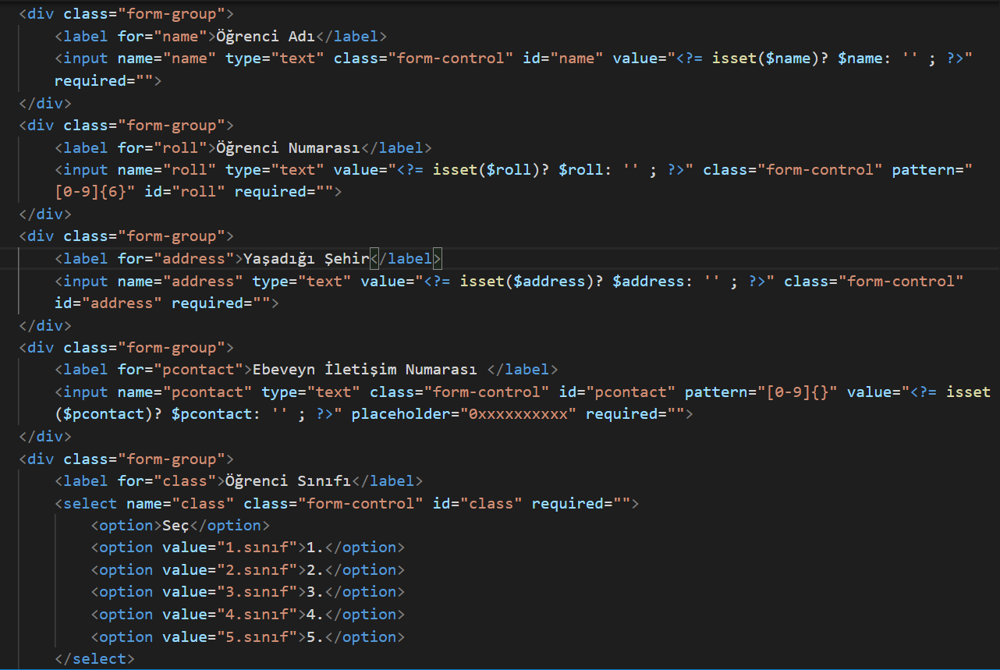 <div class="form-group">
<label for="name">Öğrenci Adı</label>
<input name="name" type="text" class="form-control" id="name" value="<?= isset($name)? $name: '' ; ?>"
required="">
</div>
<div class="form-group">
<label for="roll">Öğrenci Numarası</label>
<input name="roll" type="text" value="<?= isset($roll)? $roll: '' ; ?>" class="form-control" pattern="
[0-9]{6}" id="roll" required="">
</div>
<div class="form-group">
<label for="address">Yaşadığı Şehir</label>
<input name="address" type="text" value="<?= isset($address)? $address: '' ; ?>" class="form-control"
id="address" required="">
</div>
<div class="form-group">
<label for="pcontact">Ebeveyn İletişim Numarası </label>
<input name="pcontact" type="text" class="form-control" id="pcontact" pattern="[0-9]{}" value="<?= isset
($pcontact)? $pcontact: '' ; ?>" placeholder="0xxxxxxxxxx" required="">
</div>
<div class="form-group">
<label for="class">Öğrenci Sınıfı</label>
<select name="class" class="form-control" id="class" required="">
<option>Seç</option>
<option value="1.sınıf">1.</option>
<option value="2.sınıf">2.</option>
<option value="3.sınıf">3.</option>
<option value="4.sınıf">4.</option>
<option value="5.sınıf">5.</option>
</select>